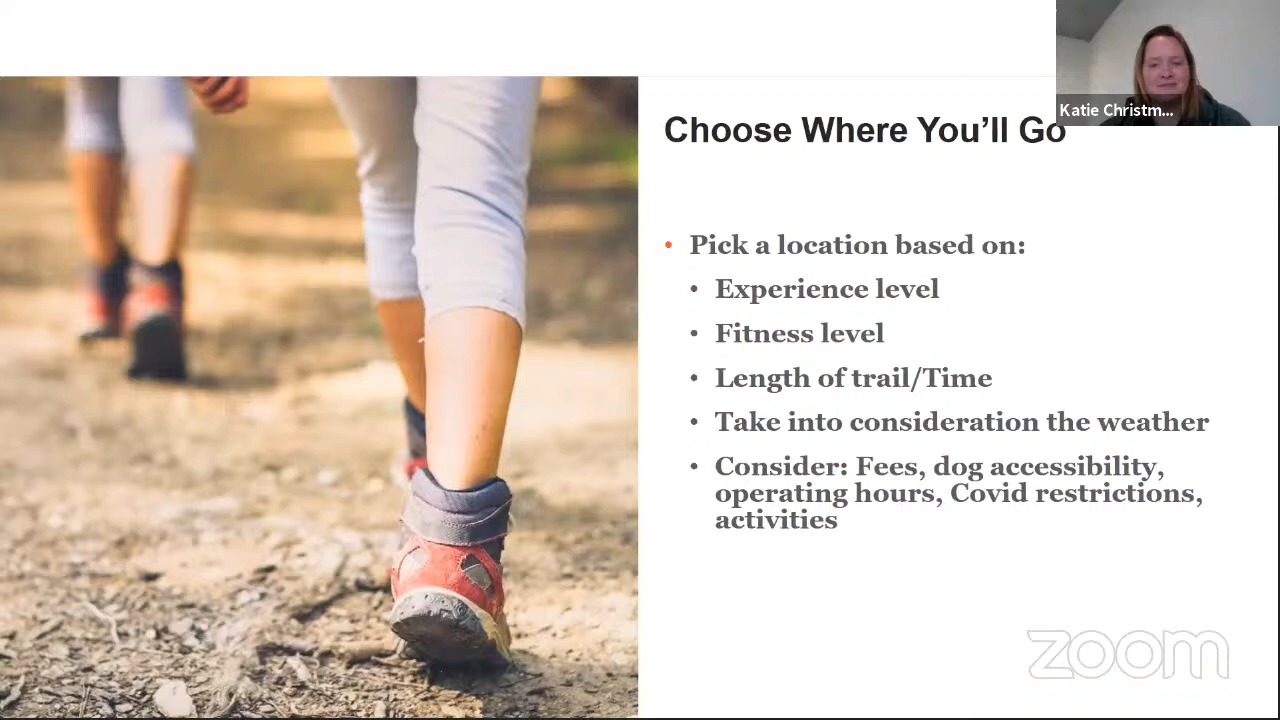 Katie Christm...
Choose Where You’ll Go
• Pick a location based on:
• Experience level
• Fitness level
• Length of trail/Time
• Take into consideration the weather
• Consider: Fees, dog accessibility,
operating hours, Covid restrictions,
activities
zoom